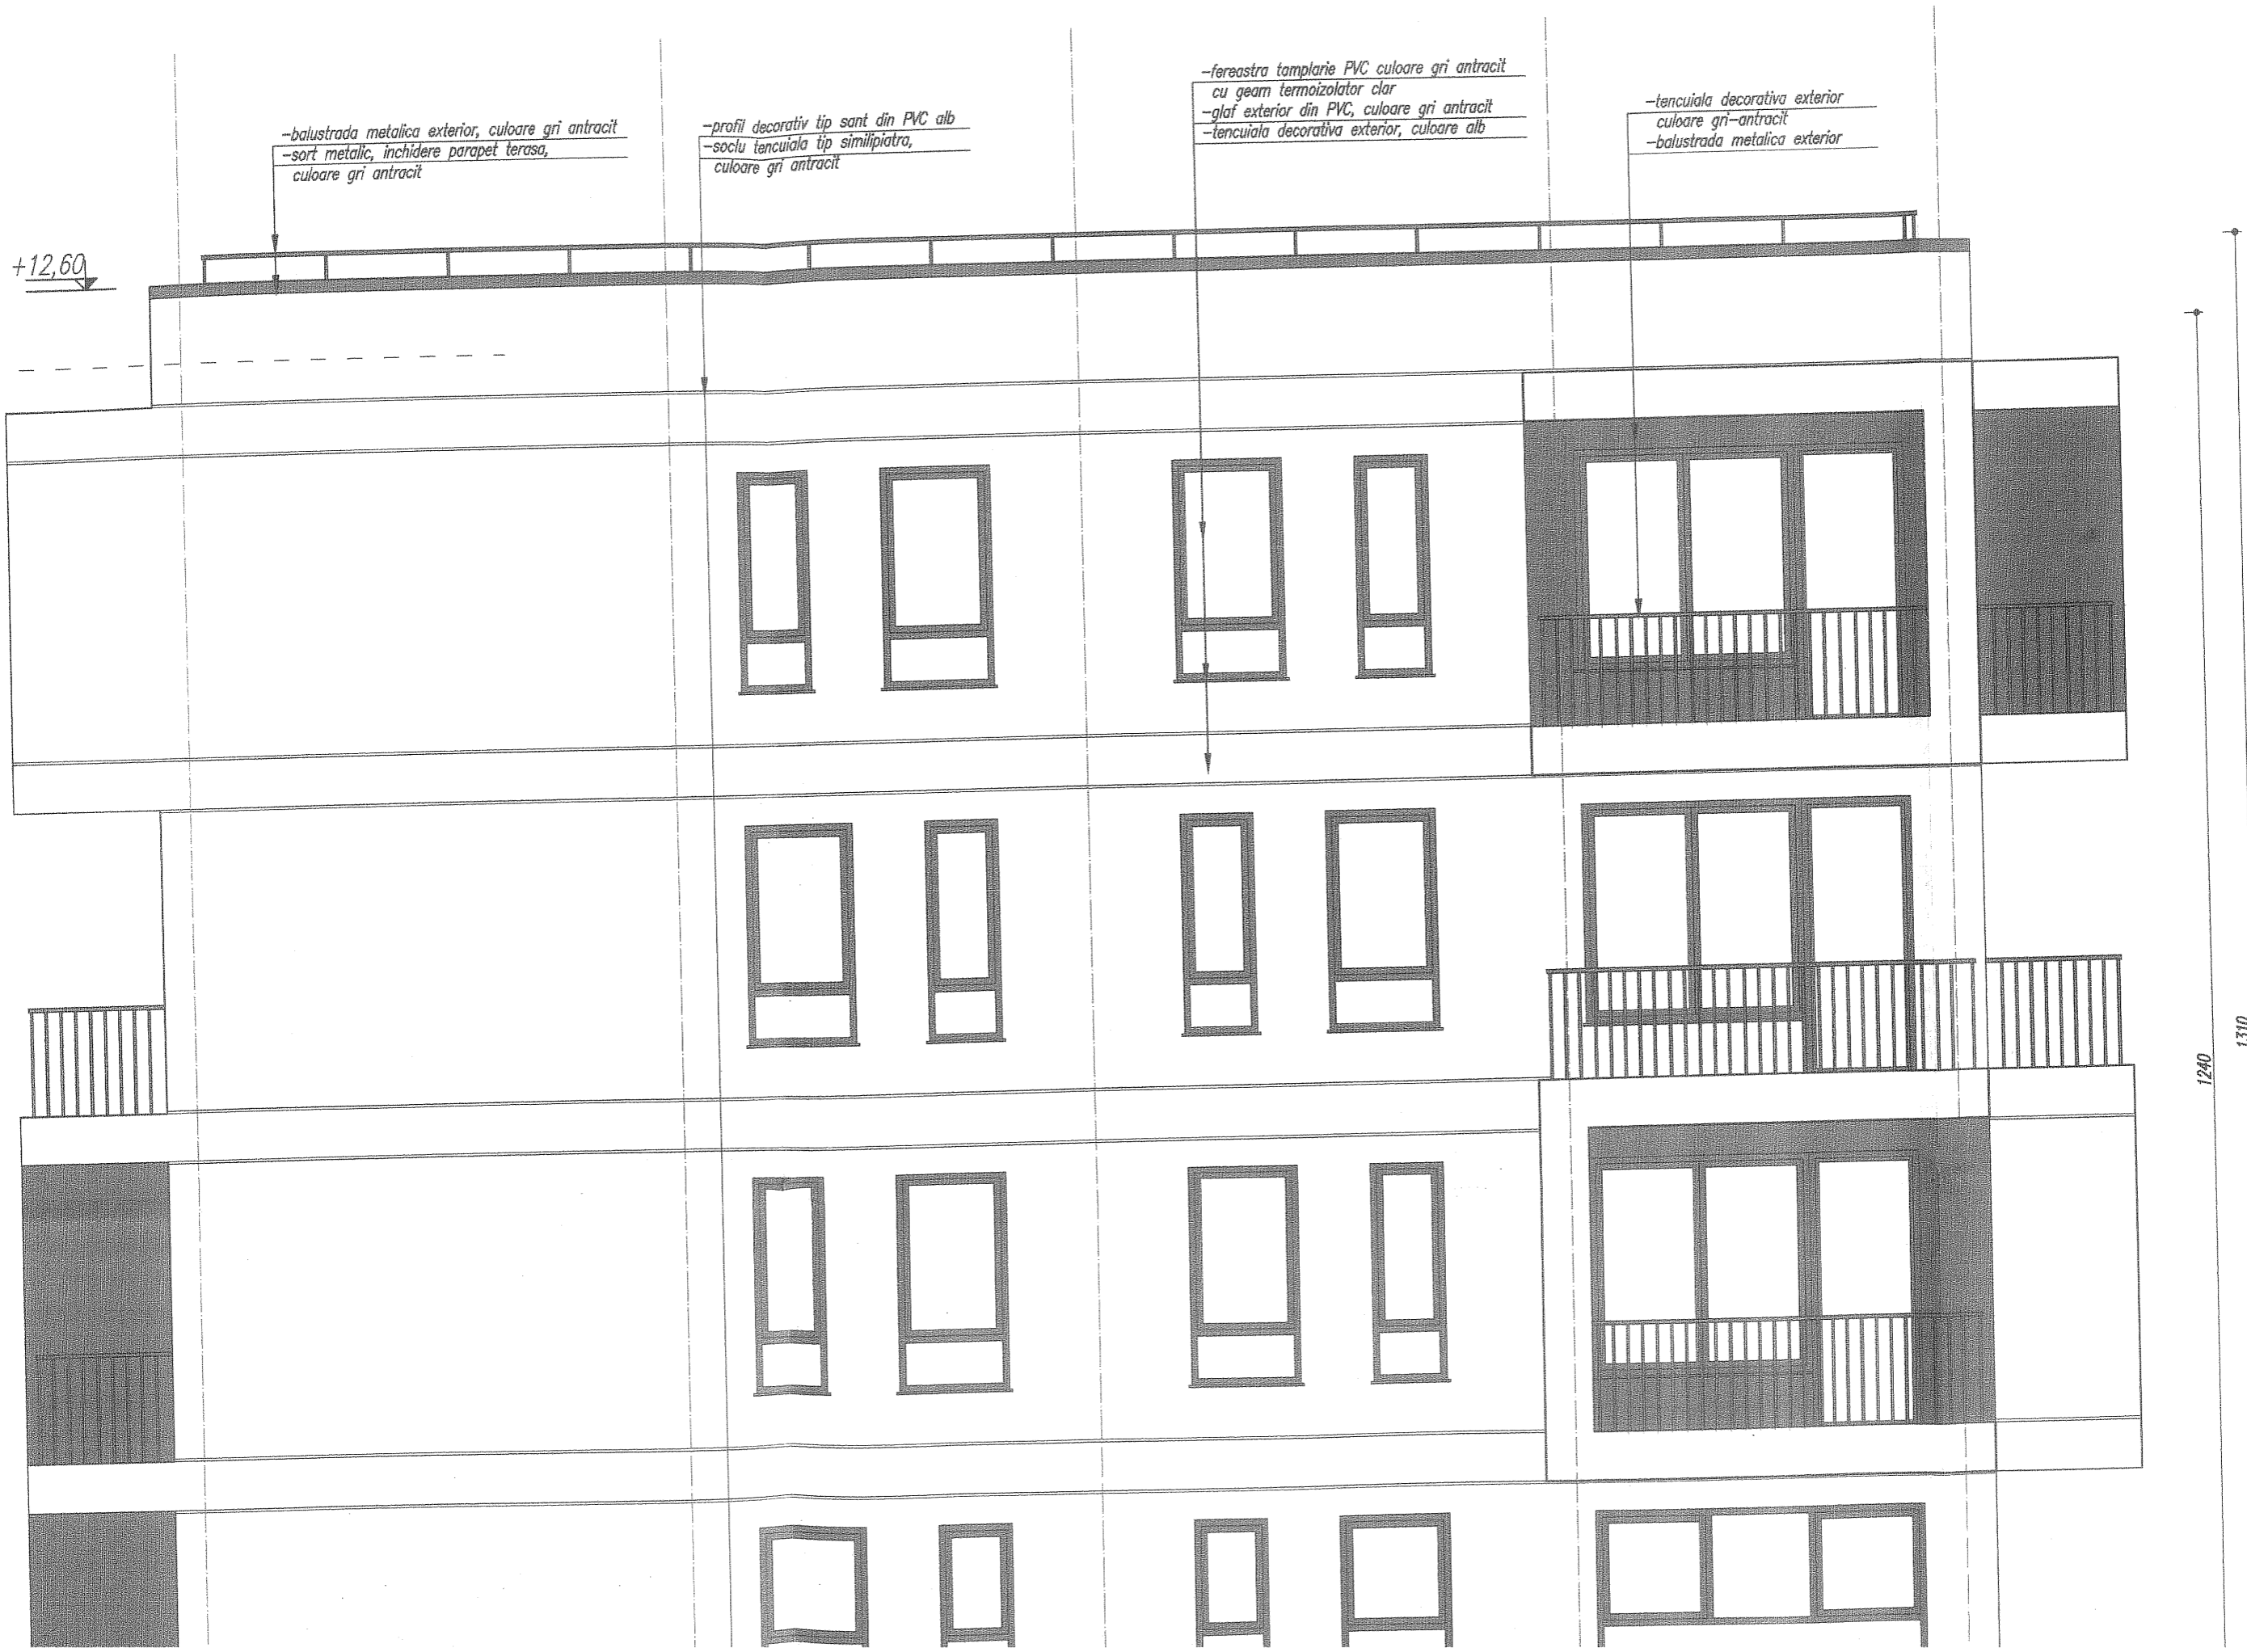 -balustrada metalica exterior, culoare gri antracit
-sort metalic, inchidere parapet terasa,
culoare gri antracit
-profil decorativ tip sant din PVC alb
-soclu tencuiala tip similipiatra,
culoare gri antracit
-fereastra tamplarie PVC culoare gri antracit
cu geam termoizolator clar
-glaf exterior din PVC, culoare gri antracit
-tencuiala decorativa exterior, culoare alb
-tencuiala decorativa exterior
culoare gri-antracit
-balustrada metalica exterior
+12,60
1240
1310